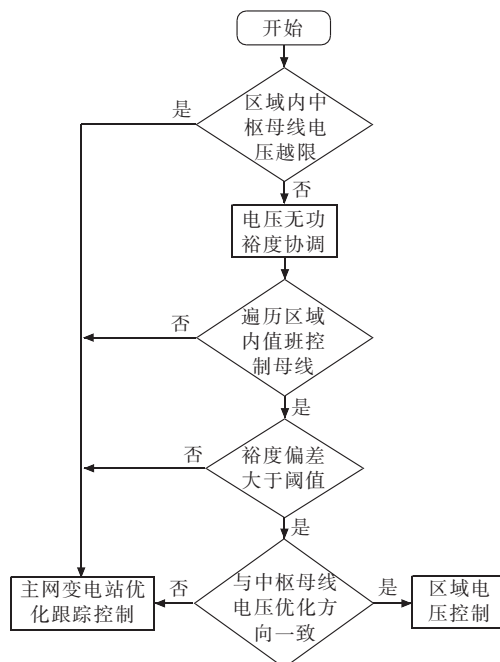 开始
是
区域内中
枢母线电
压越限
否
电压无功
裕度协调
否
遍历区域
内值班控
制母线
是
否
裕度偏差
大于阈值
是
主网变电站优
化跟踪控制
否
与中枢母线
电压优化方
向一致
是
区域电
压控制